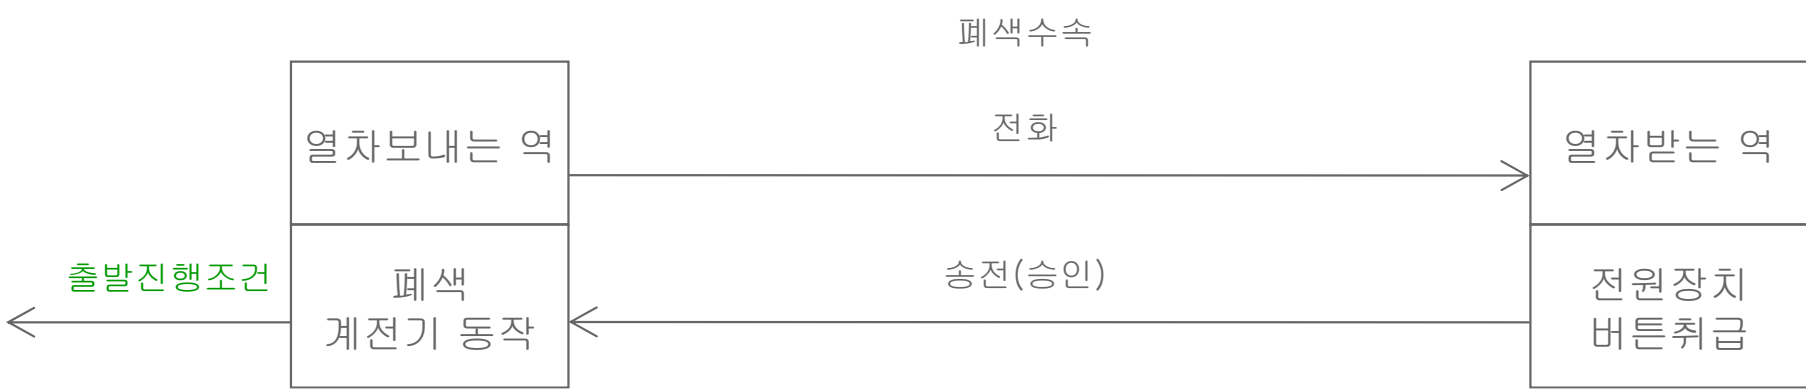 폐색수속
전화
열차보내는 역
열차받는 역
출발진행조건
폐색
계전기 동작
송전(승인)
전원장치
버튼취급